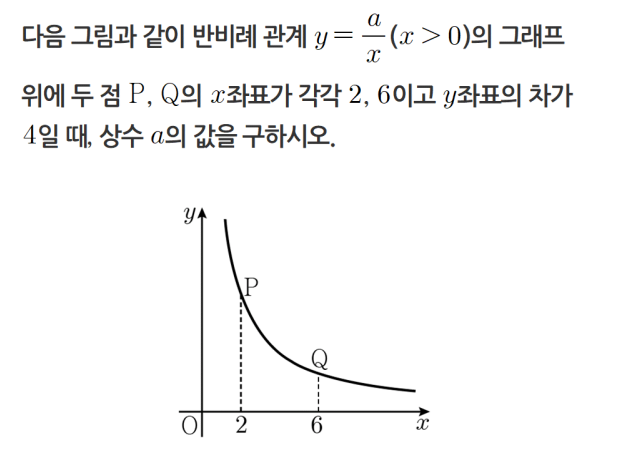 다음 그림과 같이 반비례 관계 y = a/x (x > 0)의 그래프
위에 두 점 P, Q의 x좌표가 각각 2, 6이고 y좌표의 차가
4일 때, 상수 a의 값을 구하시오.
y
P
Q
O 2 6 x